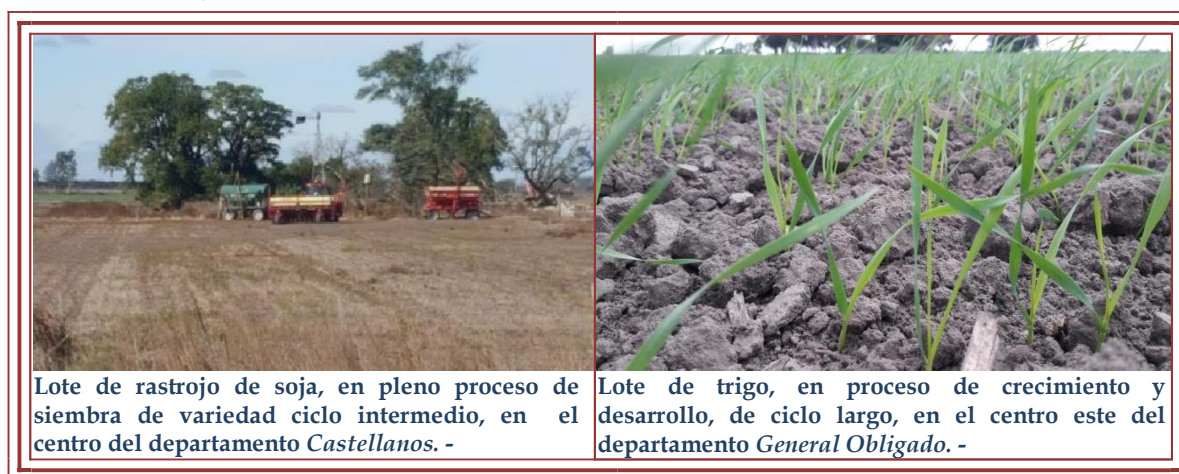 Lote de rastrojo de soja, en pleno proceso de
siembra de variedad ciclo intermedio, en el
centro del departamento Castellanos. -
Lote de trigo, en proceso de crecimiento y
desarrollo, de ciclo largo, en el centro este del
departamento General Obligado. -